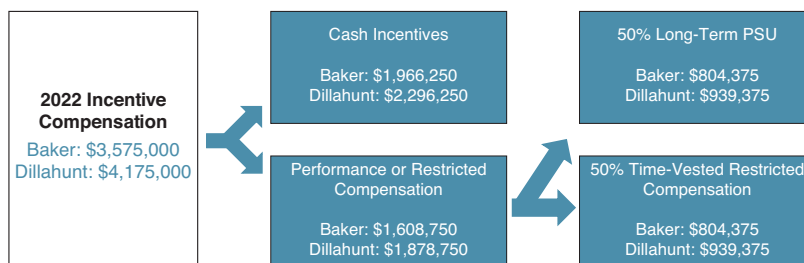 2022 Incentive
Compensation
Baker: $3,575,000
Dillahunt: $4,175,000
Cash Incentives
Baker: $1,966,250
Dillahunt: $2,296,250
Performance or Restricted
Compensation
Baker: $1,608,750
Dillahunt: $1,878,750
50% Long-Term PSU
Baker: $804,375
Dillahunt: $939,375
50% Time-Vested Restricted
Compensation
Baker: $804,375
Dillahunt: $939,375